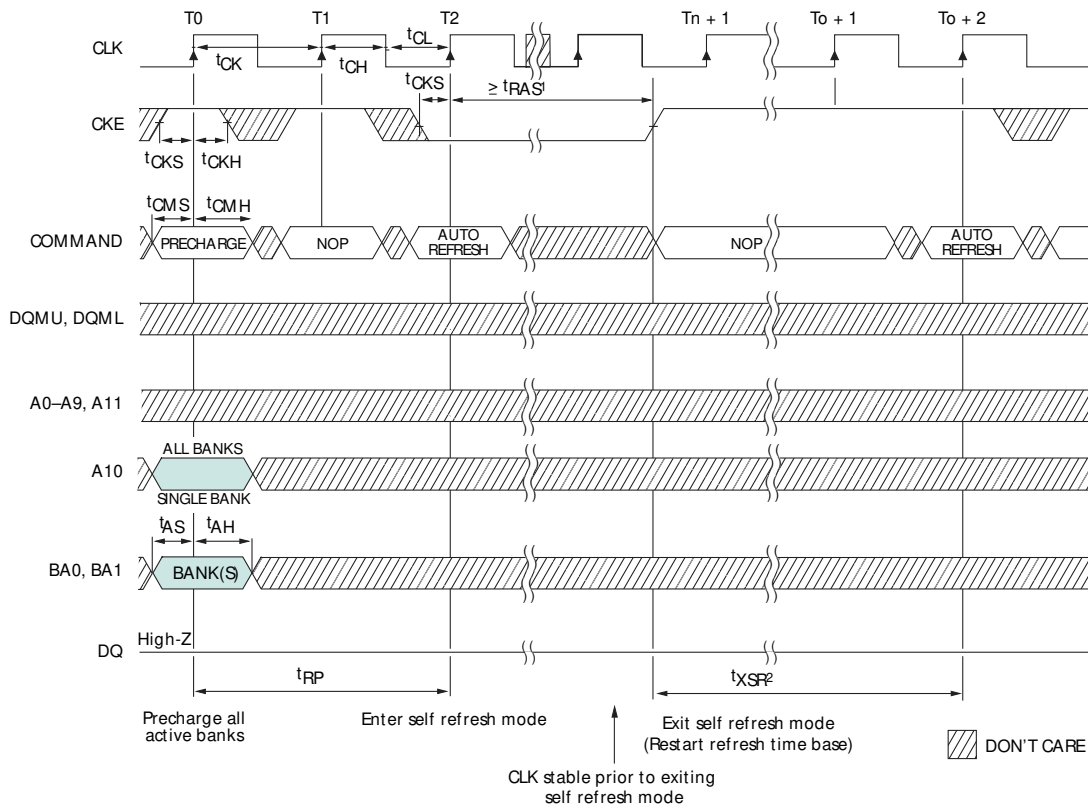 T0 T1 T2 Tn + 1 To + 1 To + 2
CLK
tCK tCH tCL
tCKS ≥ tRAS1
CKE
tCKS tCKH
tCMS tCMH
COMMAND PRECHARGE NOP AUTO REFRESH NOP AUTO REFRESH
DQMU, DQML
A0–A9, A11
ALL BANKS
A10
SINGLE BANK
tAS tAH
BA0, BA1 BANK(S)
High-Z
DQ
tRP tXSR2
Precharge all
active banks
Enter self refresh mode
Exit self refresh mode
(Restart refresh time base)
DON'T CARE
CLK stable prior to exiting
self refresh mode